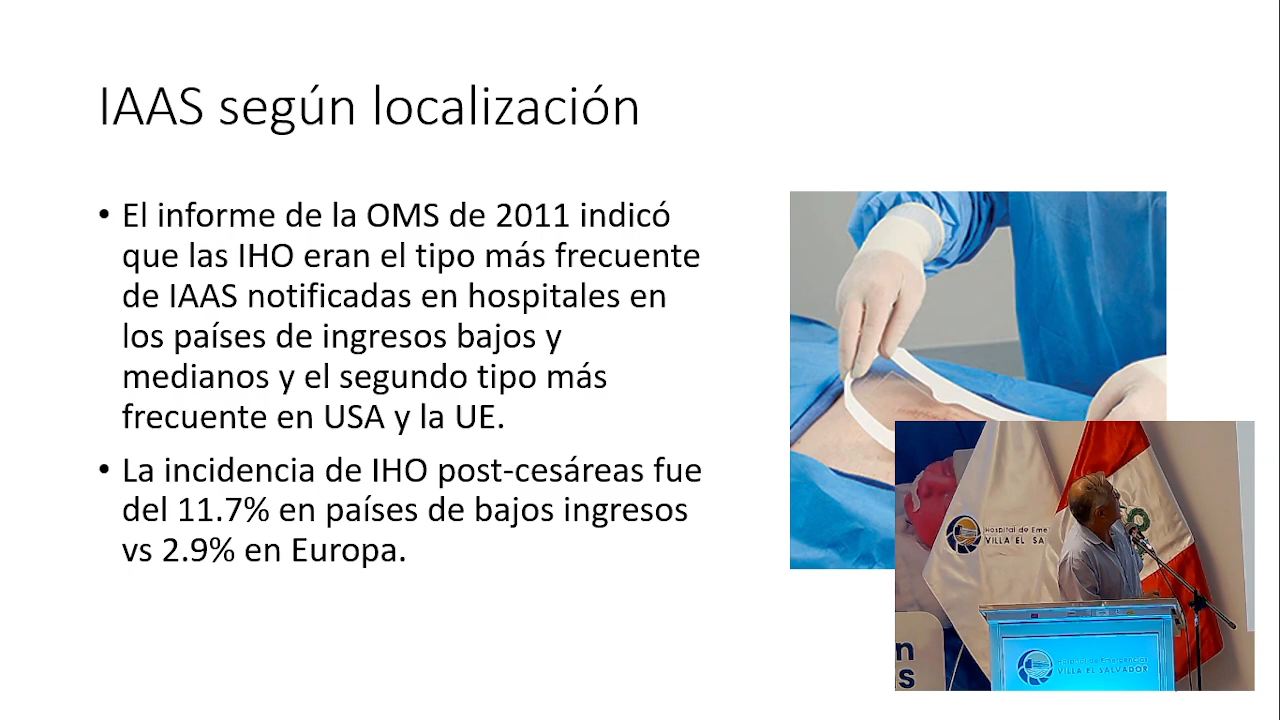 IAAS según localización
• El informe de la OMS de 2011 indicó
que las IHO eran el tipo más frecuente
de IAAS notificadas en hospitales en
los países de ingresos bajos y
medianos y el segundo tipo más
frecuente en USA y la UE.
• La incidencia de IHO post-cesáreas fue
del 11.7% en países de bajos ingresos
vs 2.9% en Europa.
Hospital de Eme
VILLA EL SA
n
s
Hospital de Emergencias
VILLA EL SALVADOR